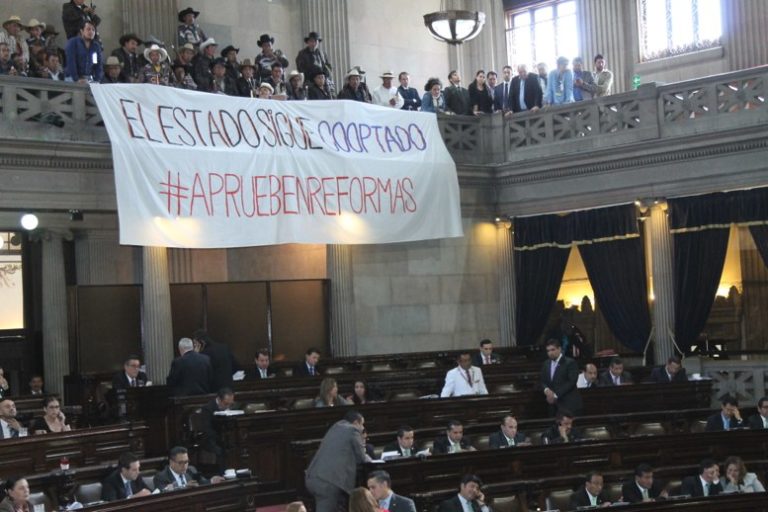 EL ESTADO SIGUE COOPTADO
#APRUEBENREFORMAS